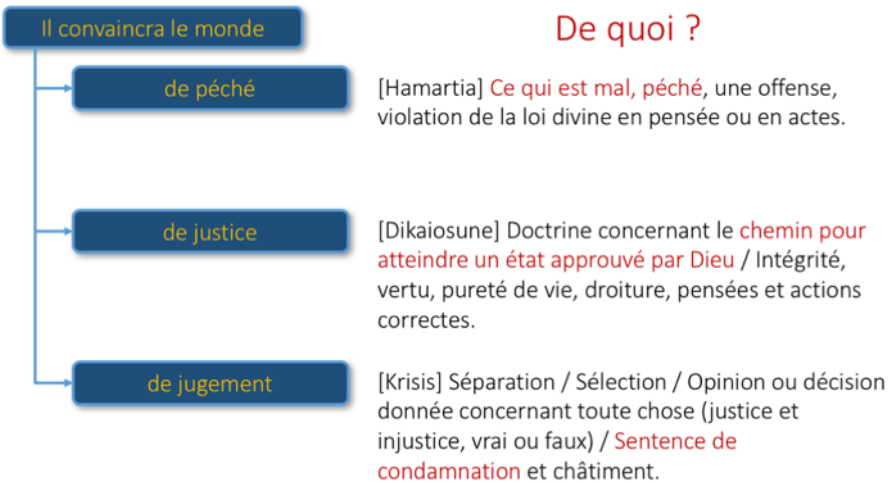 Il convaincra le monde
De quoi ?
de péché
[Hamartia] Ce qui est mal, péché, une offense,
violation de la loi divine en pensée ou en actes.
de justice
[Dikaiosune] Doctrine concernant le chemin pour
atteindre un état approuvé par Dieu / Intégrité,
vertu, pureté de vie, droiture, pensées et actions
correctes.
de jugement
[Krisis] Séparation / Sélection / Opinion ou décision
donnée concernant toute chose (justice et
injustice, vrai ou faux) / Sentence de
condamnation et châtiment.